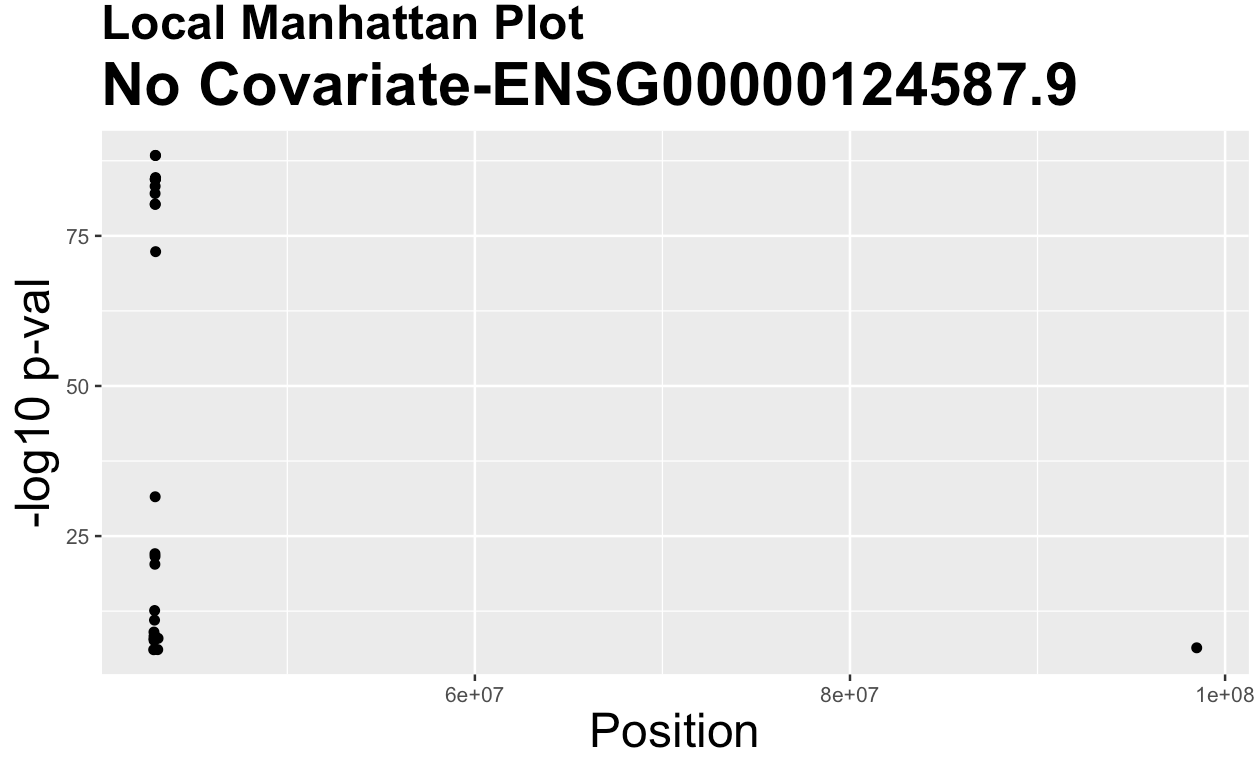 Local Manhattan Plot
No Covariate-ENSG00000124587.9
75
50
25
-log10 p-val
6e+07
8e+07
1e+08
Position